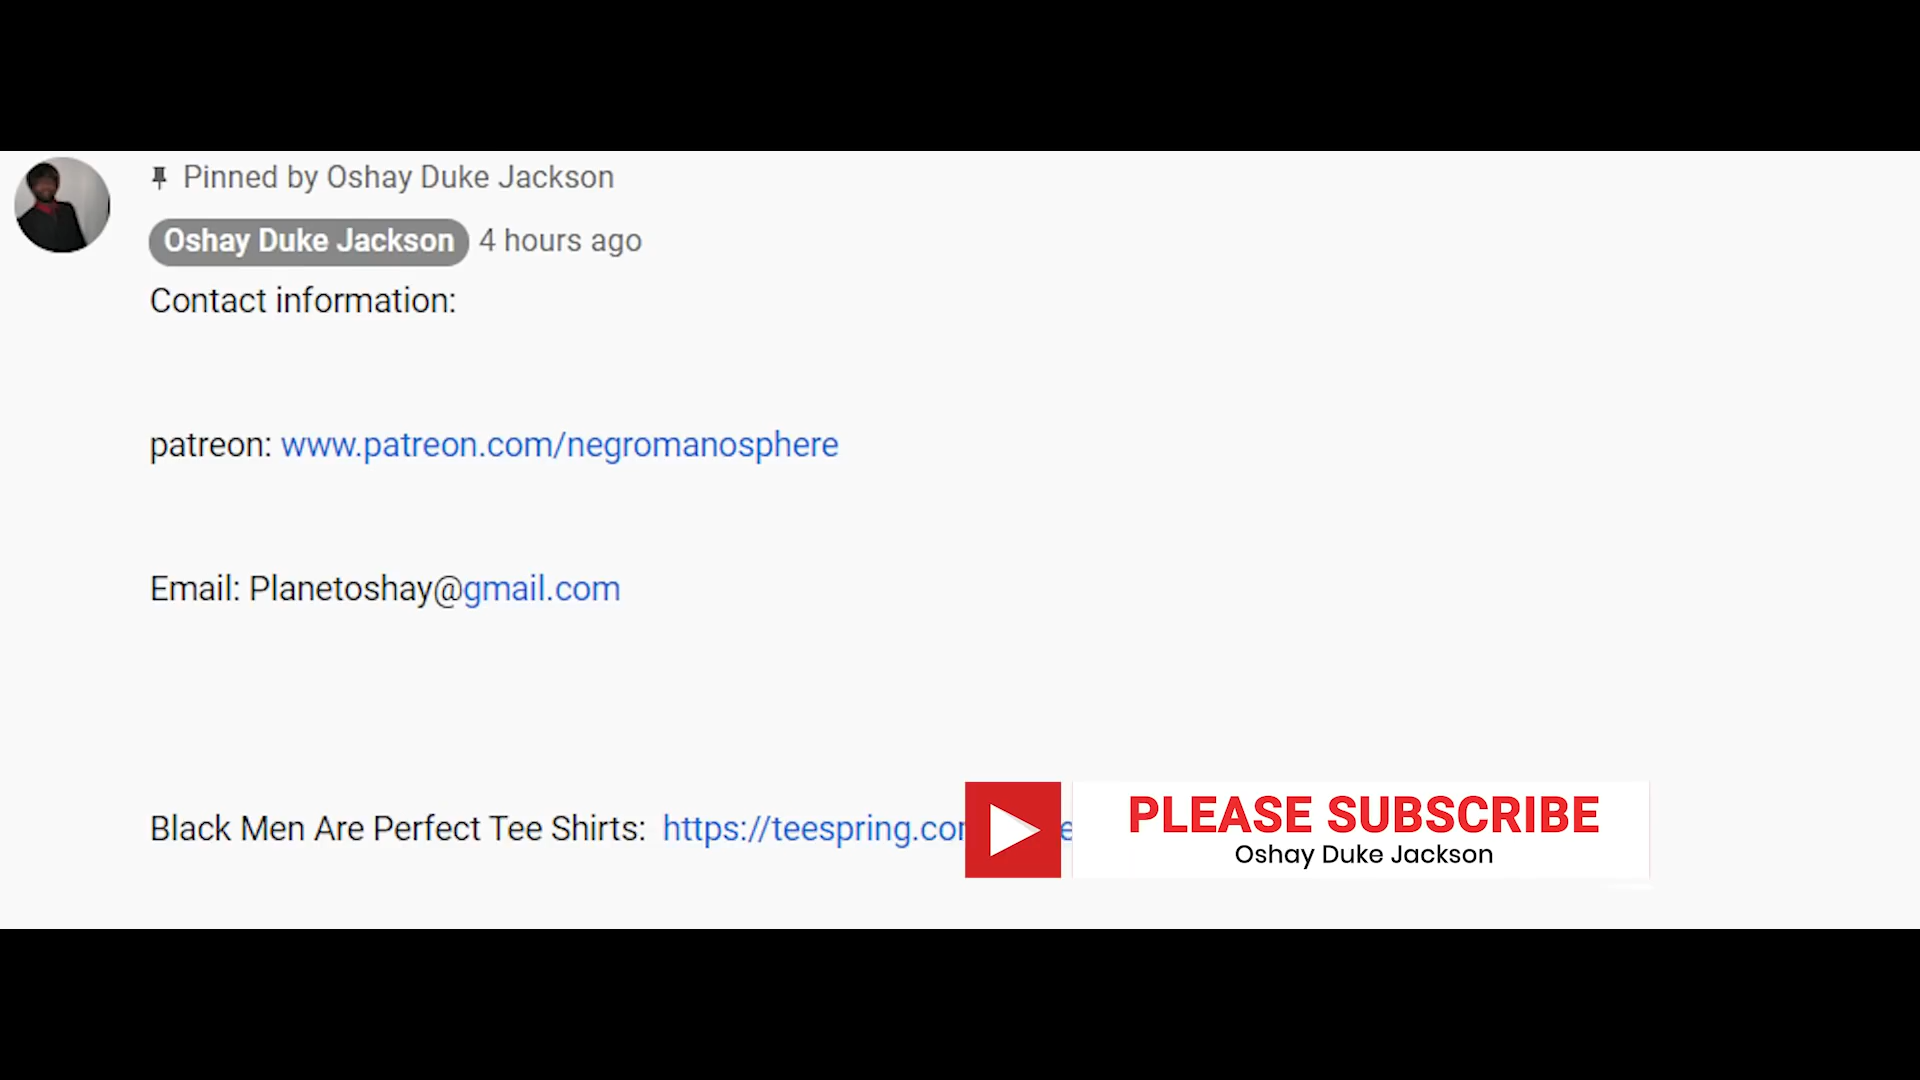 Pinned by Oshay Duke Jackson
Oshay Duke Jackson 4 hours ago
Contact information:
patreon: www.patreon.com/negromanosphere
Email: Planetoshay@gmail.com
Black Men Are Perfect Tee Shirts: https://teespring.co
PLEASE SUBSCRIBE
Oshay Duke Jackson